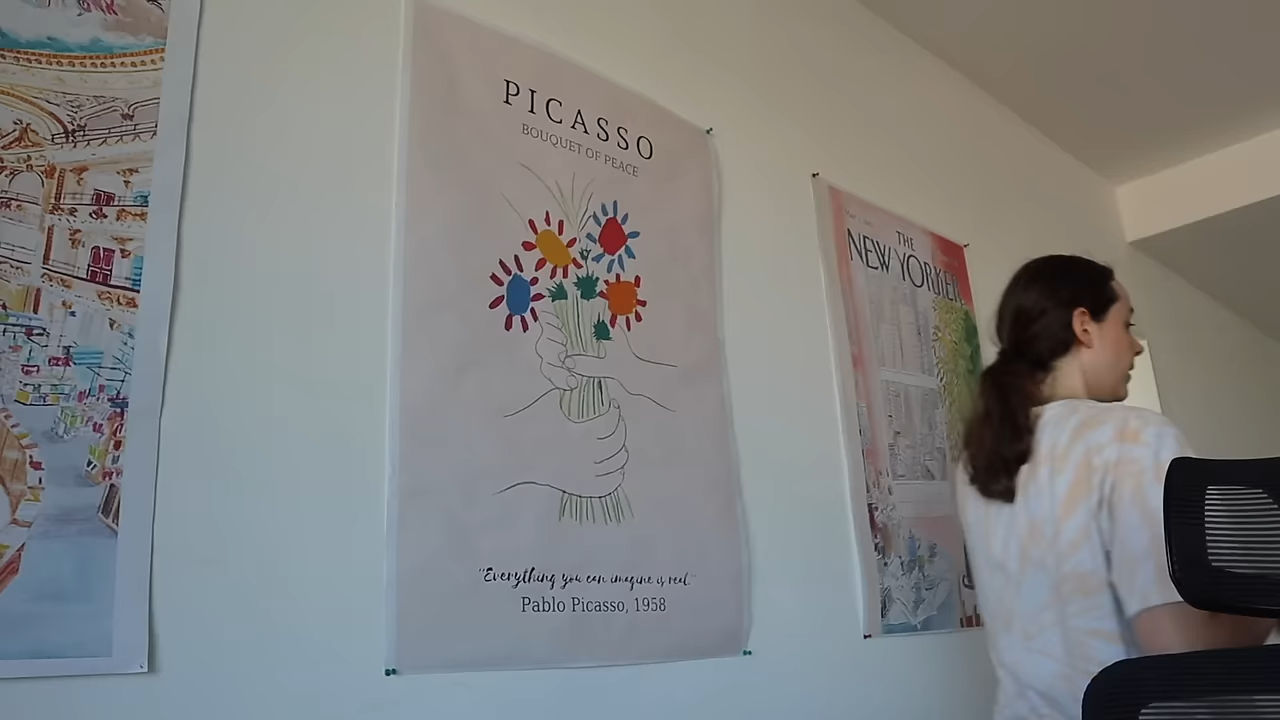 PICASSO
BOUQUET OF PEACE
"Everything you can imagine is real."
Pablo Picasso, 1958
THE
NEW YORKER